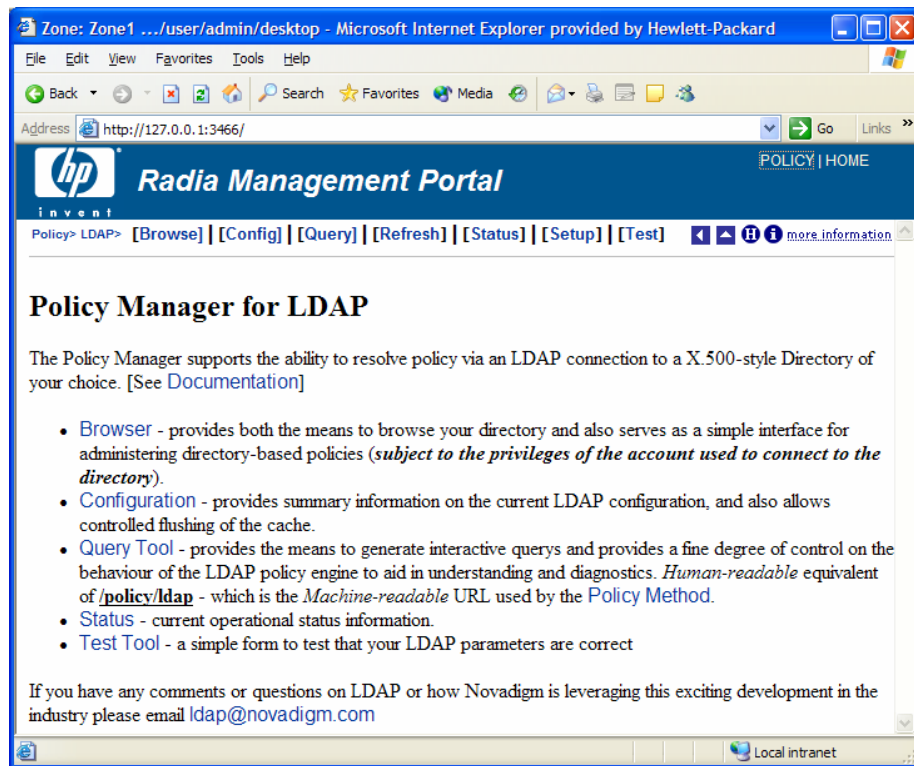 Zone: Zone1 .../user/admin/desktop - Microsoft Internet Explorer provided by Hewlett-Packard
File Edit View Favorites Tools Help
Back Search Favorites Media
Address http://127.0.0.1:3466/ Go Links »
hp
invent
Radia Management Portal
POLICY | HOME
Policy> LDAP> [Browse] | [Config] | [Query] | [Refresh] | [Status] | [Setup] | [Test] H i more information
Policy Manager for LDAP
The Policy Manager supports the ability to resolve policy via an LDAP connection to a X.500-style Directory of
your choice. [See Documentation]
• Browser - provides both the means to browse your directory and also serves as a simple interface for
administering directory-based policies (subject to the privileges of the account used to connect to the
directory).
• Configuration - provides summary information on the current LDAP configuration, and also allows
controlled flushing of the cache.
• Query Tool - provides the means to generate interactive querys and provides a fine degree of control on the
behaviour of the LDAP policy engine to aid in understanding and diagnostics. Human-readable equivalent
of /policy/ldap - which is the Machine-readable URL used by the Policy Method.
• Status - current operational status information.
• Test Tool - a simple form to test that your LDAP parameters are correct
If you have any comments or questions on LDAP or how Novadigm is leveraging this exciting development in the
industry please email ldap@novadigm.com
Local intranet